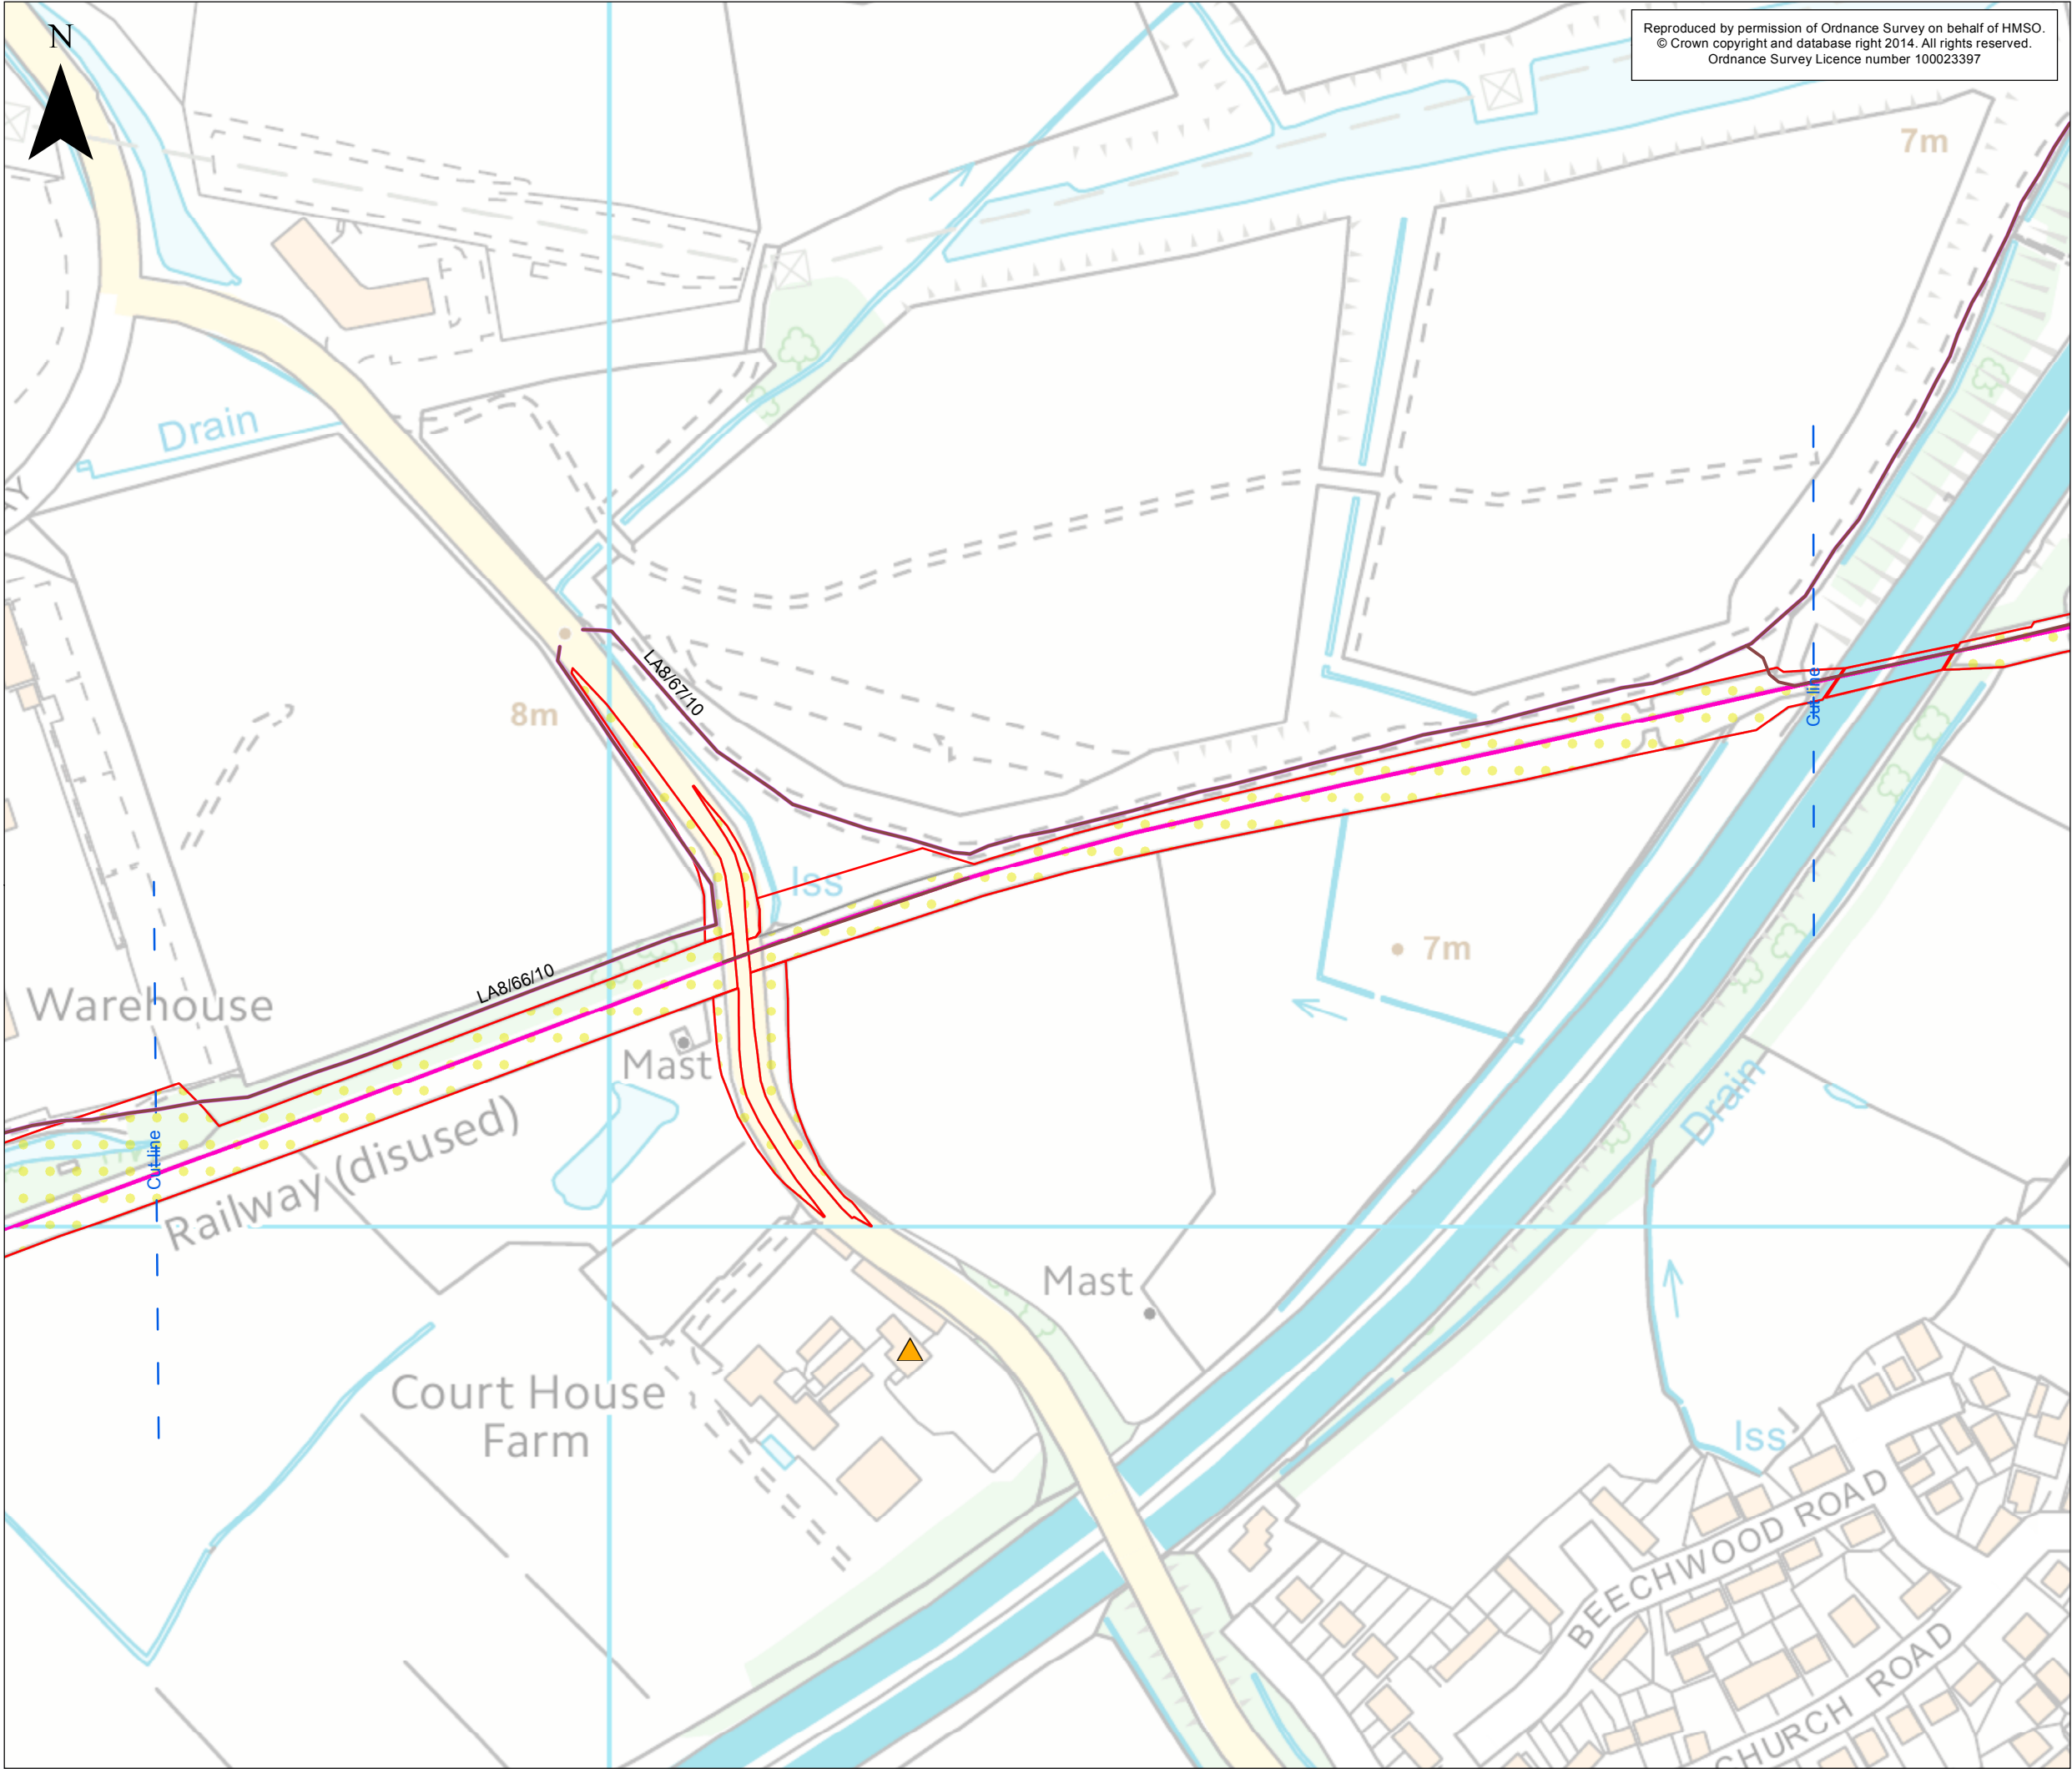 N
Reproduced by permission of Ordnance Survey on behalf of HMSO.
© Crown copyright and database right 2014. All rights reserved.
Ordnance Survey Licence number 100023397
7m
Drain
Y
LA8/67/10
8m
Cut line
Iss
7m
LA8/66/10
Warehouse
Mast
Drain
Cut line
Railway (disused)
Mast
Court House
Farm
Iss
BEECHWOOD ROAD
CHURCH ROAD